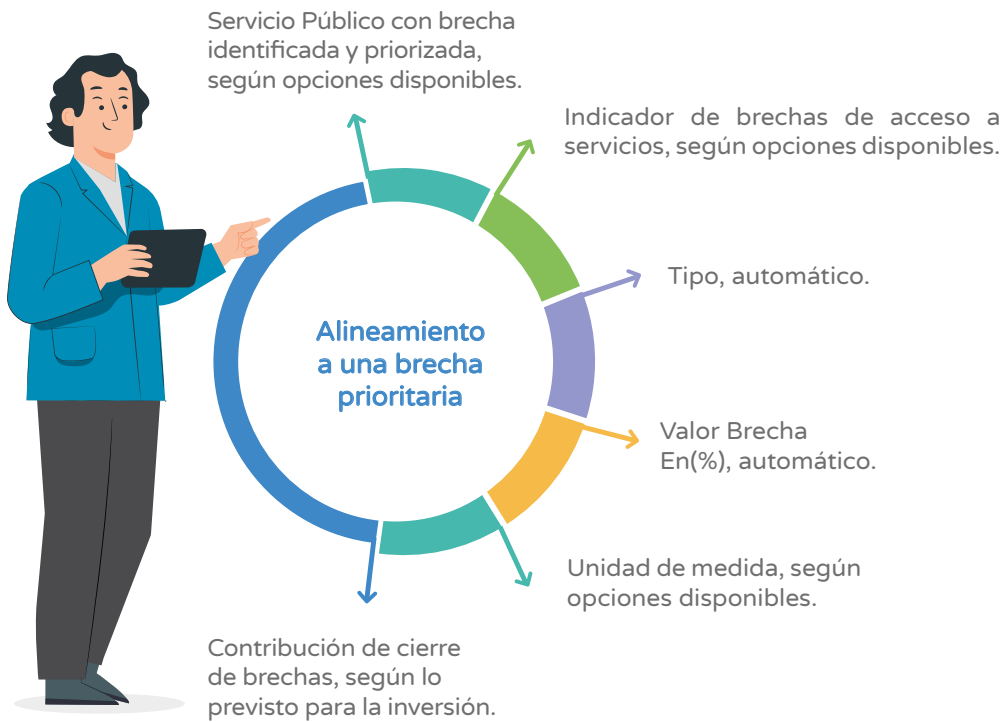 Servicio Público con brecha
identificada y priorizada,
según opciones disponibles.
Indicador de brechas de acceso a
servicios, según opciones disponibles.
Tipo, automático.
Alineamiento
a una brecha
prioritaria
Valor Brecha
En(%), automático.
Unidad de medida, según
opciones disponibles.
Contribución de cierre
de brechas, según lo
previsto para la inversión.